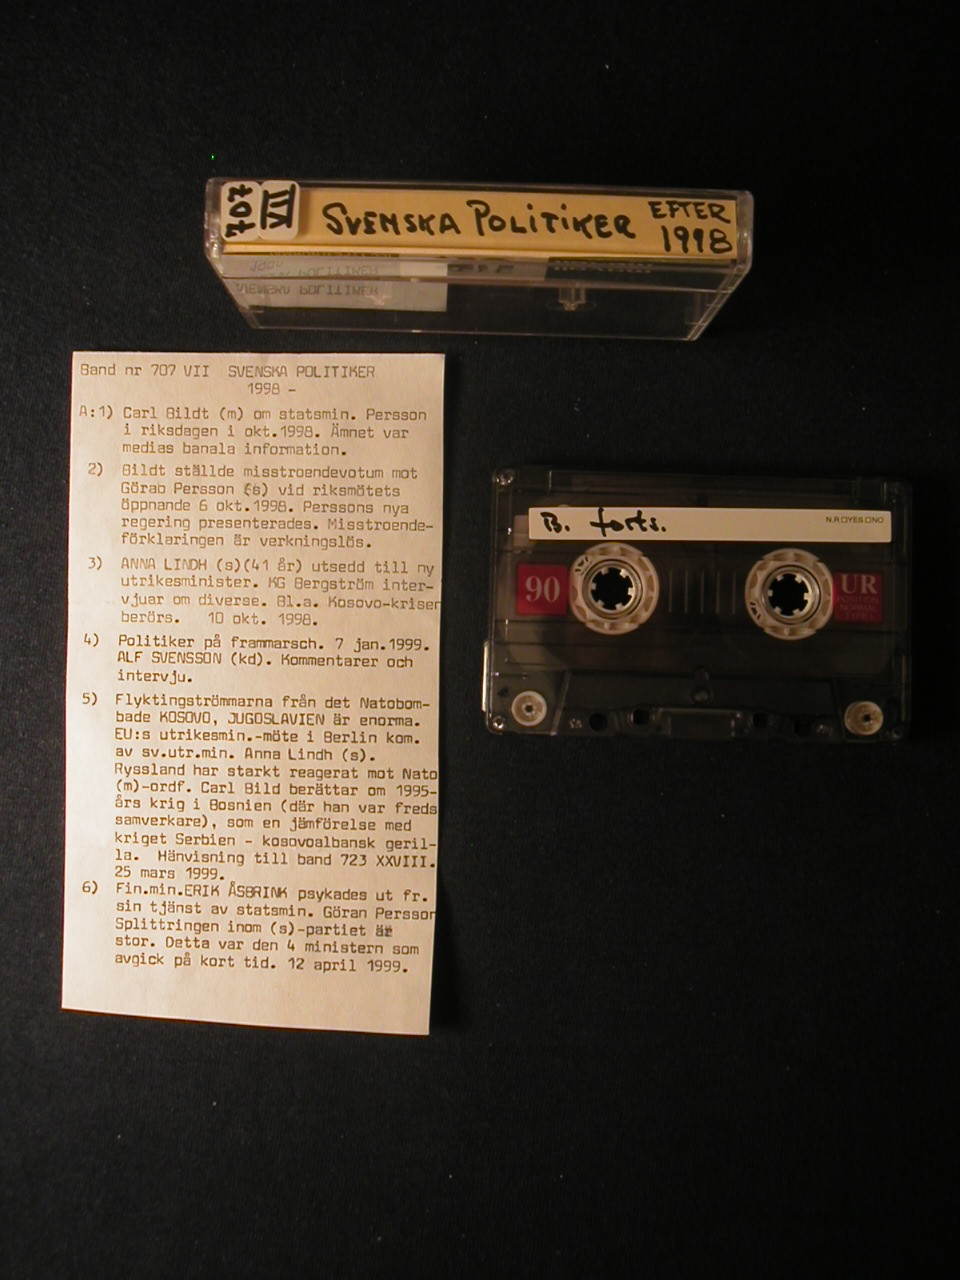 707
VII
SVENSKA POLITIKER
EFTER
1998
Band nr 707 VII SVENSKA POLITIKER
1998 -
A:1) Carl Bildt (m) om statsmin. Persson
i riksdagen i okt.1998. Ämnet var
medias banala information.
2) Bildt ställde misstroendevotum mot
Göran Persson (s) vid riksmötets
öppnande 6 okt.1998. Perssons nya
regering presenterades. Misstroende-
förklaringen är verkningslös.
3) ANNA LINDH (s)(41 år) utsedd till ny
utrikesminister. KG Bergström inter-
vjuar om diverse. Bl.a. Kosovo-kriser
berörs. 10 okt. 1998.
4) Politiker på frammarsch. 7 jan.1999.
ALF SVENSSON (kd). Kommentarer och
intervju.
5) Flyktingströmmarna från det Natobom-
bade KOSOVO, JUGOSLAVIEN är enorma.
EU:s utrikesmin.-möte i Berlin kom.
av sv.utr.min. Anna Lindh (s).
Ryssland har starkt reagerat mot Nato
(m)-ordf. Carl Bild berättar om 1995-
års krig i Bosnien (där han var freds
samverkare), som en jämförelse med
kriget Serbien - kosovoalbansk geril-
la. Hänvisning till band 723 XXVIII.
25 mars 1999.
6) Fin.min.ERIK ÅSBRINK psykades ut fr.
sin tjänst av statsmin. Göran Persson
Splittringen inom (s)-partiet är
stor. Detta var den 4 ministern som
avgick på kort tid. 12 april 1999.
B. forts.
N.R.□YES□NO
90
UR
POSITION
NORMAL